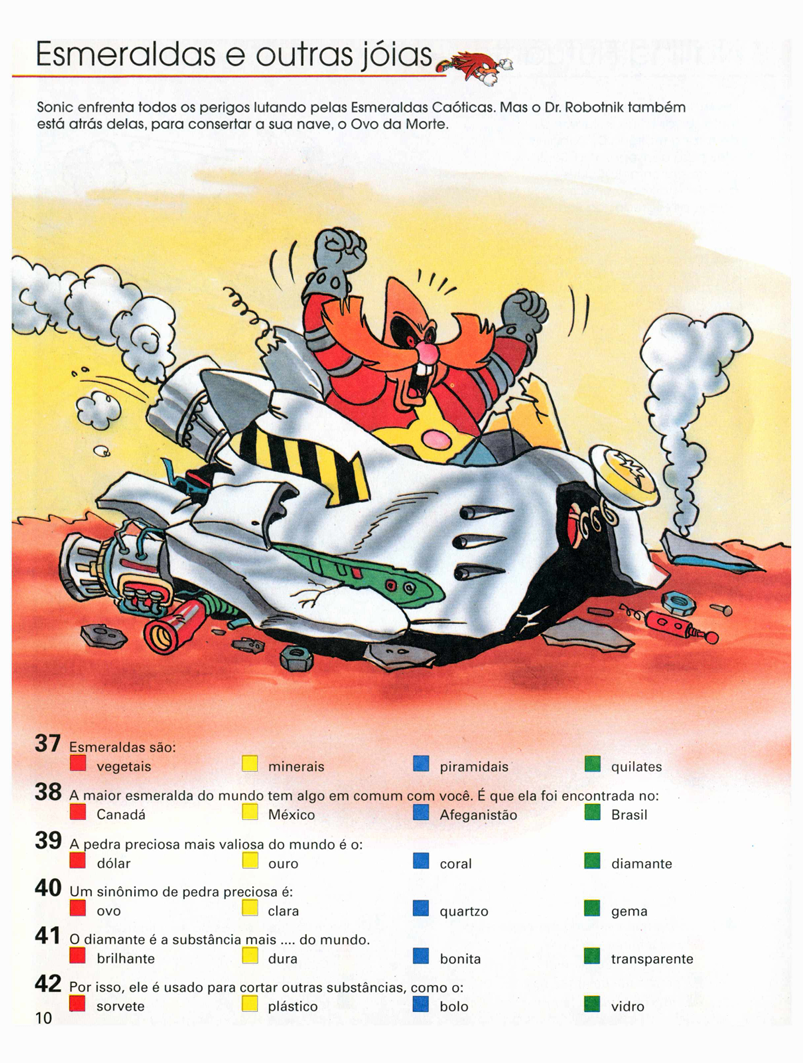 Esmeraldas e outras jóias
Sonic enfrenta todos os perigos lutando pelas Esmeraldas Caóticas. Mas o Dr. Robotnik também
está atrás delas, para consertar a sua nave, o Ovo da Morte.
37 Esmeraldas são:
vegetais minerais piramidais quilates
38 A maior esmeralda do mundo tem algo em comum com você. É que ela foi encontrada no:
Canadá México Afeganistão Brasil
39 A pedra preciosa mais valiosa do mundo é o:
dólar ouro coral diamante
40 Um sinônimo de pedra preciosa é:
ovo clara quartzo gema
41 O diamante é a substância mais .... do mundo.
brilhante dura bonita transparente
42 Por isso, ele é usado para cortar outras substâncias, como o:
sorvete plástico bolo vidro
10